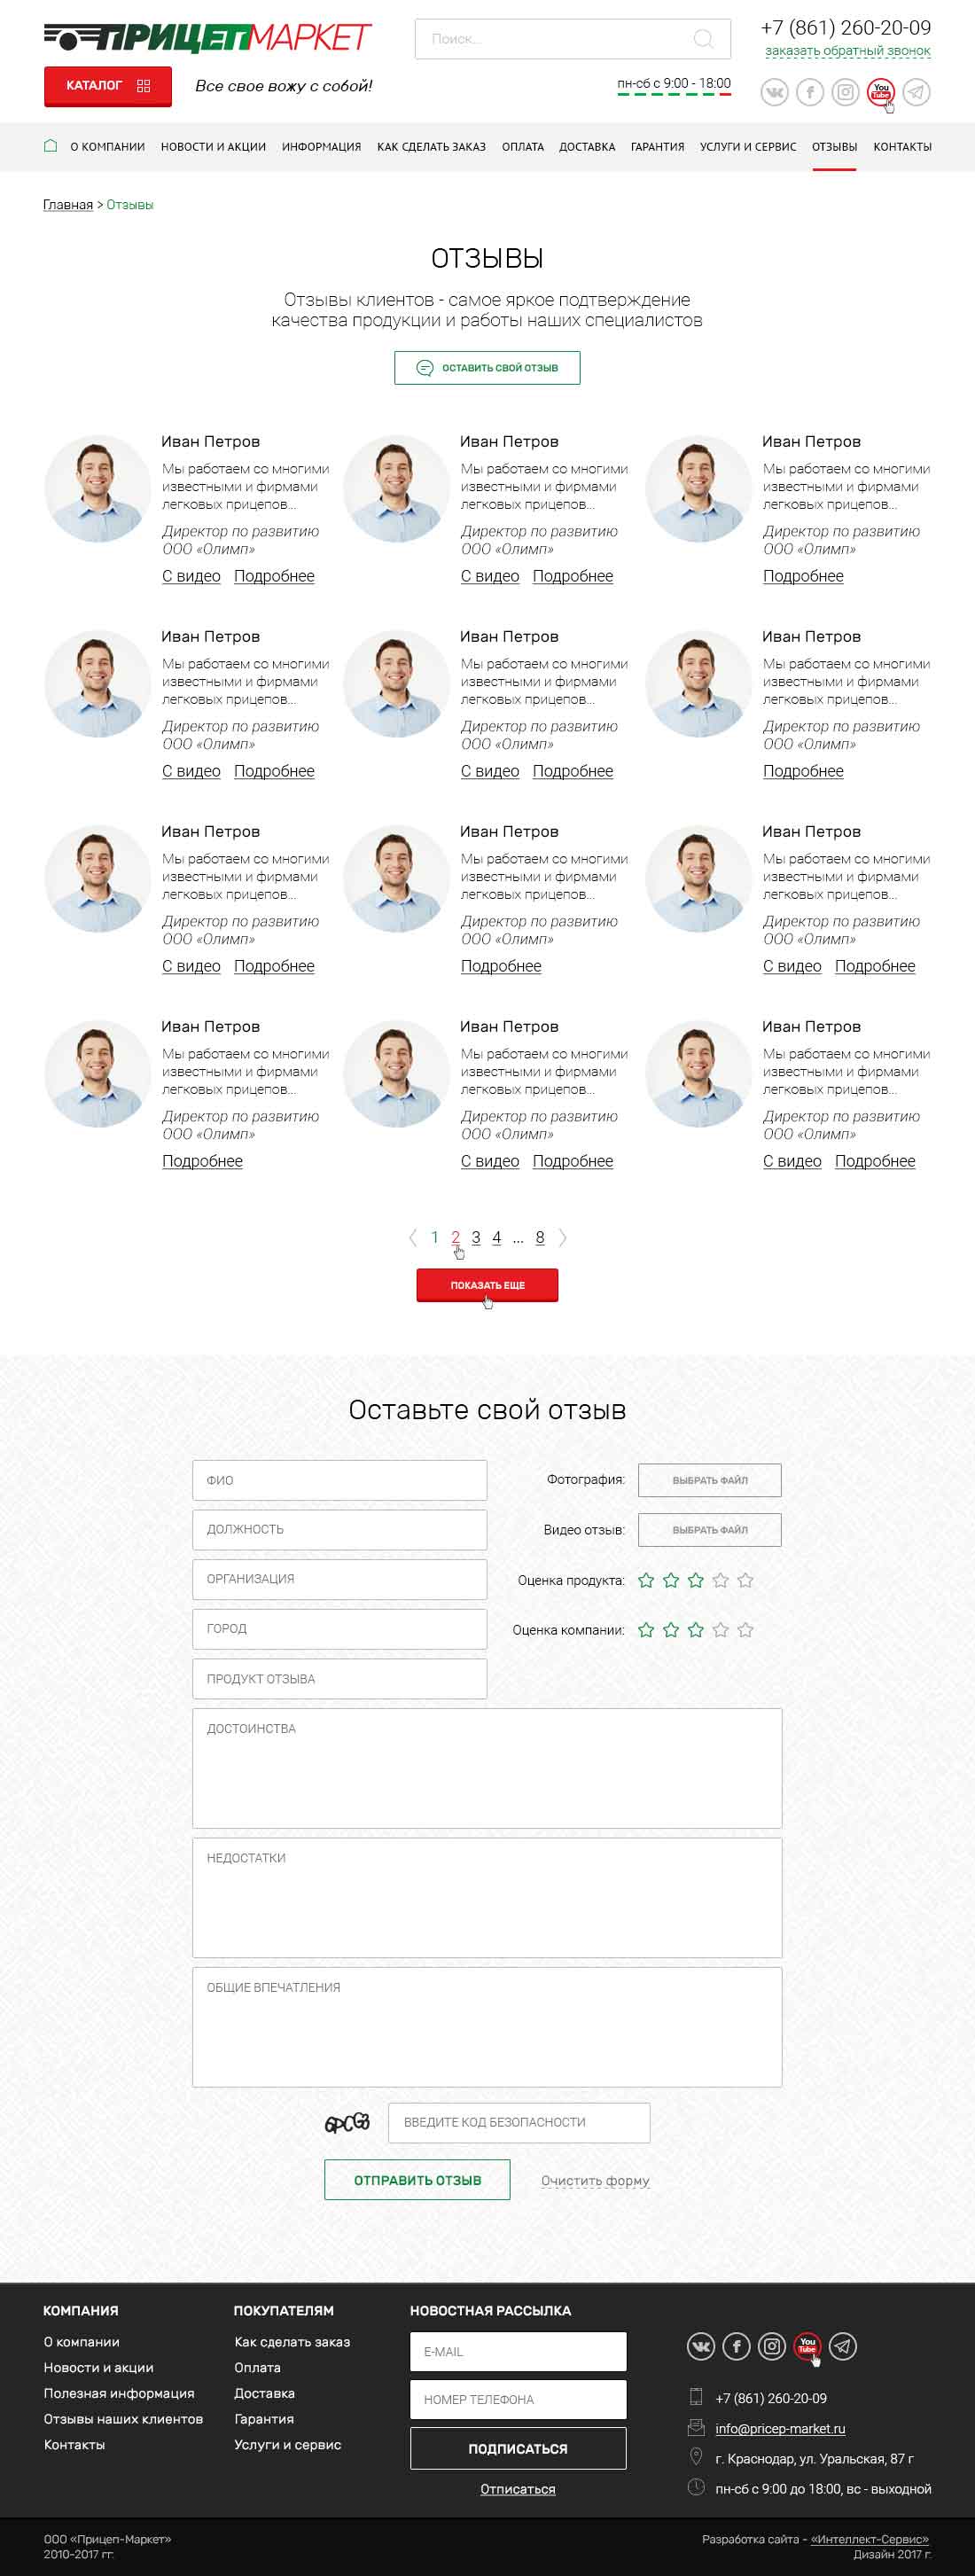 ПРИЦЕПМАРКЕТ
Поиск...
+7 (861) 260-20-09
заказать обратный звонок
КАТАЛОГ
Все свое вожу с собой!
пн-сб с 9:00 - 18:00
You Tube
О КОМПАНИИ НОВОСТИ И АКЦИИ ИНФОРМАЦИЯ КАК СДЕЛАТЬ ЗАКАЗ ОПЛАТА ДОСТАВКА ГАРАНТИЯ УСЛУГИ И СЕРВИС ОТЗЫВЫ КОНТАКТЫ
Главная > Отзывы
ОТЗЫВЫ
Отзывы клиентов - самое яркое подтверждение
качества продукции и работы наших специалистов
ОСТАВИТЬ СВОЙ ОТЗЫВ
Иван Петров
Мы работаем со многими
известными и фирмами
легковых прицепов...
Директор по развитию
ООО «Олимп»
С видео Подробнее
Иван Петров
Мы работаем со многими
известными и фирмами
легковых прицепов...
Директор по развитию
ООО «Олимп»
С видео Подробнее
Иван Петров
Мы работаем со многими
известными и фирмами
легковых прицепов...
Директор по развитию
ООО «Олимп»
Подробнее
Иван Петров
Мы работаем со многими
известными и фирмами
легковых прицепов...
Директор по развитию
ООО «Олимп»
С видео Подробнее
Иван Петров
Мы работаем со многими
известными и фирмами
легковых прицепов...
Директор по развитию
ООО «Олимп»
С видео Подробнее
Иван Петров
Мы работаем со многими
известными и фирмами
легковых прицепов...
Директор по развитию
ООО «Олимп»
Подробнее
Иван Петров
Мы работаем со многими
известными и фирмами
легковых прицепов...
Директор по развитию
ООО «Олимп»
С видео Подробнее
Иван Петров
Мы работаем со многими
известными и фирмами
легковых прицепов...
Директор по развитию
ООО «Олимп»
Подробнее
Иван Петров
Мы работаем со многими
известными и фирмами
легковых прицепов...
Директор по развитию
ООО «Олимп»
С видео Подробнее
Иван Петров
Мы работаем со многими
известными и фирмами
легковых прицепов...
Директор по развитию
ООО «Олимп»
Подробнее
Иван Петров
Мы работаем со многими
известными и фирмами
легковых прицепов...
Директор по развитию
ООО «Олимп»
С видео Подробнее
Иван Петров
Мы работаем со многими
известными и фирмами
легковых прицепов...
Директор по развитию
ООО «Олимп»
С видео Подробнее
1 2 3 4 ... 8
ПОКАЗАТЬ ЕЩЕ
Оставьте свой отзыв
ФИО
ДОЛЖНОСТЬ
ОРГАНИЗАЦИЯ
ГОРОД
ПРОДУКТ ОТЗЫВА
Фотография: ВЫБРАТЬ ФАЙЛ
Видео отзыв: ВЫБРАТЬ ФАЙЛ
Оценка продукта:
Оценка компании:
ДОСТОИНСТВА
НЕДОСТАТКИ
ОБЩИЕ ВПЕЧАТЛЕНИЯ
6PCG3
ВВЕДИТЕ КОД БЕЗОПАСНОСТИ
ОТПРАВИТЬ ОТЗЫВ
Очистить форму
КОМПАНИЯ
О компании
Новости и акции
Полезная информация
Отзывы наших клиентов
Контакты
ПОКУПАТЕЛЯМ
Как сделать заказ
Оплата
Доставка
Гарантия
Услуги и сервис
НОВОСТНАЯ РАССЫЛКА
E-MAIL
НОМЕР ТЕЛЕФОНА
ПОДПИСАТЬСЯ
Отписаться
You Tube
+7 (861) 260-20-09
info@pricep-market.ru
г. Краснодар, ул. Уральская, 87 г
пн-сб с 9:00 до 18:00, вс - выходной
ООО «Прицеп-Маркет»
2010-2017 гг.
Разработка сайта - «Интеллект-Сервис»
Дизайн 2017 г.